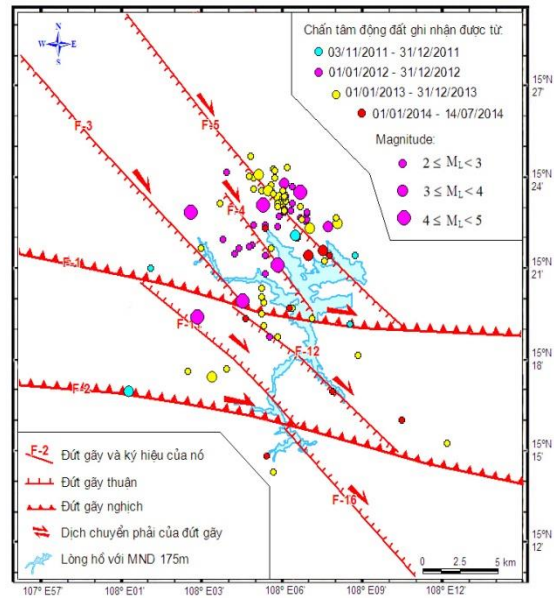 N
W E
S
Chấn tâm động đất ghi nhận được từ:
03/11/2011 - 31/12/2011
01/01/2012 - 31/12/2012
01/01/2013 - 31/12/2013
01/01/2014 - 14/07/2014
Magnitude:
2 ≤ M_L < 3
3 ≤ M_L < 4
4 ≤ M_L < 5
F-5
F-3
F-4
F-1
F-12
F-2
F-16
15°N
27'
15°N
24'
15°N
21'
15°N
18'
15°N
15'
15°N
12'
F-2
Đứt gãy và ký hiệu của nó
Đứt gãy thuận
Đứt gãy nghịch
Dịch chuyển phải của đứt gãy
Lòng hồ với MND 175m
0 2.5 5 km
107° E57' 108° E01' 108° E03' 108° E06' 108° E09' 108° E12'